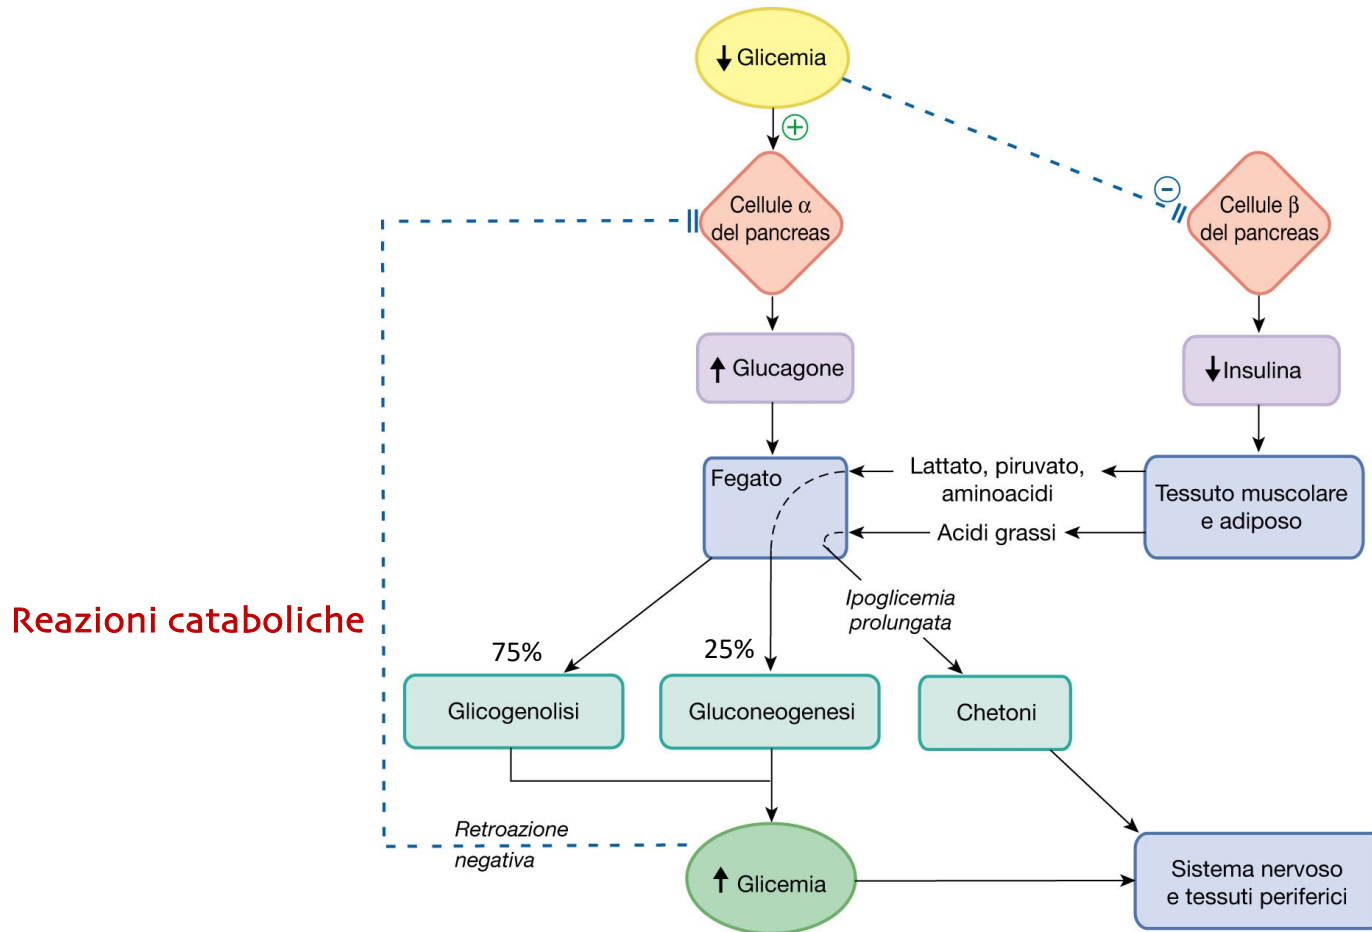 ↓ Glicemia
+
−
Cellule α
del pancreas
Cellule β
del pancreas
↑ Glucagone
↓ Insulina
Fegato
Lattato, piruvato,
aminoacidi
Acidi grassi
Tessuto muscolare
e adiposo
Ipoglicemia
prolungata
Reazioni cataboliche
75%
25%
Glicogenolisi
Gluconeogenesi
Chetoni
Retroazione
negativa
↑ Glicemia
Sistema nervoso
e tessuti periferici